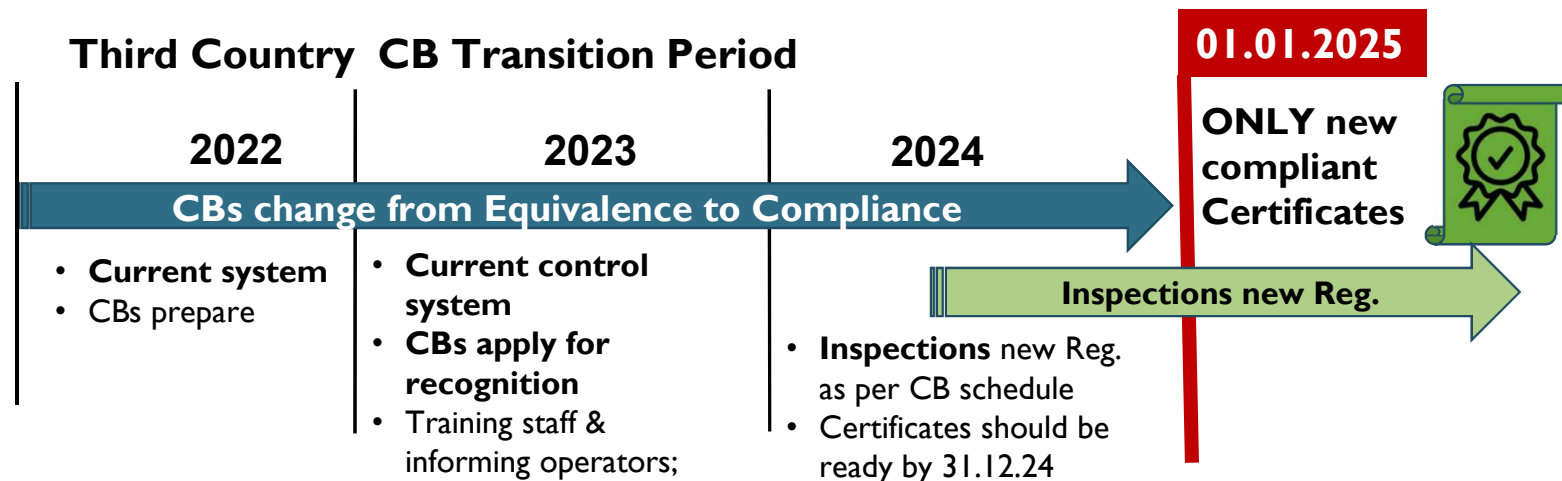 Third Country CB Transition Period
01.01.2025
2022
2023
2024
ONLY new
compliant
Certificates
CBs change from Equivalence to Compliance
Inspections new Reg.
• Current system
• CBs prepare
• Current control
system
• CBs apply for
recognition
• Training staff &
informing operators;
• Inspections new Reg.
as per CB schedule
• Certificates should be
ready by 31.12.24